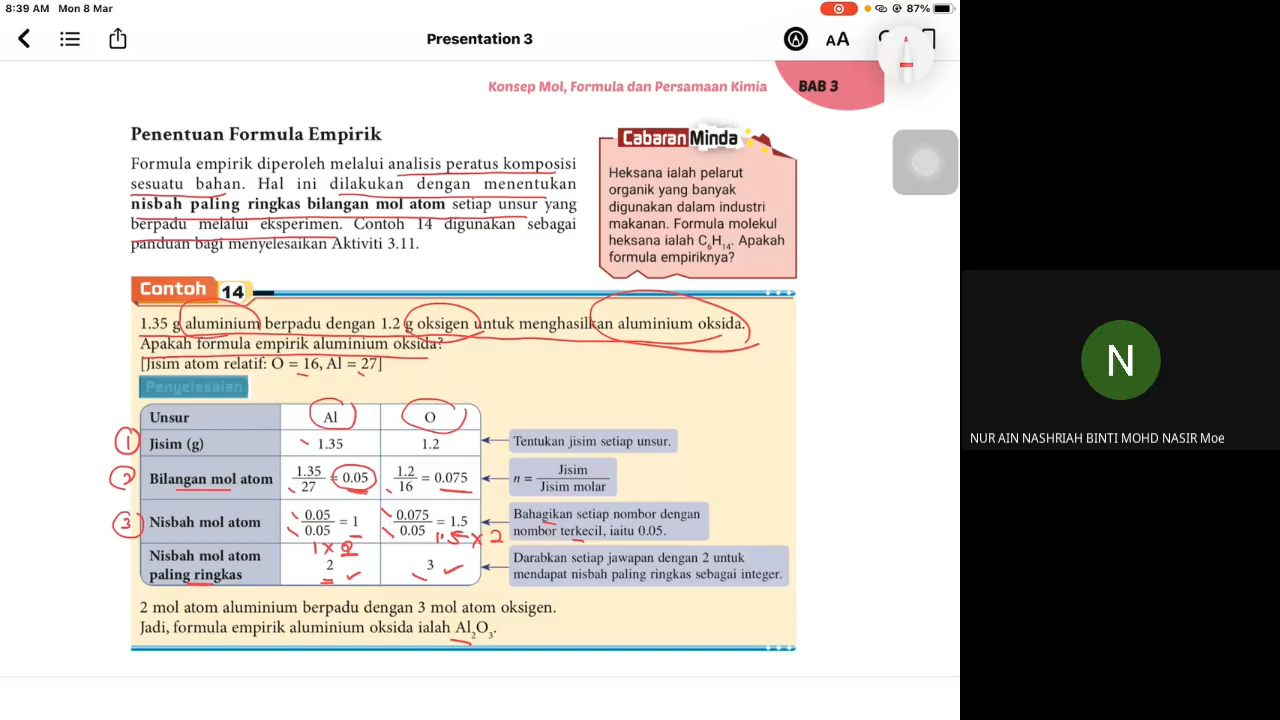 8:39 AM Mon 8 Mar
87%
Presentation 3
AA
Konsep Mol, Formula dan Persamaan Kimia
BAB 3
Penentuan Formula Empirik
Formula empirik diperoleh melalui analisis peratus komposisi
sesuatu bahan. Hal ini dilakukan dengan menentukan
nisbah paling ringkas bilangan mol atom setiap unsur yang
berpadu melalui eksperimen. Contoh 14 digunakan sebagai
panduan bagi menyelesaikan Aktiviti 3.11.
Cabaran Minda
Heksana ialah pelarut
organik yang banyak
digunakan dalam industri
makanan. Formula molekul
heksana ialah C₆H₁₄. Apakah
formula empiriknya?
Contoh 14
1.35 g aluminium berpadu dengan 1.2 g oksigen untuk menghasilkan aluminium oksida.
Apakah formula empirik aluminium oksida?
[Jisim atom relatif: O = 16, Al = 27]
Penyelesaian
Unsur Al O
1 Jisim (g) 1.35 1.2 Tentukan jisim setiap unsur.
2 Bilangan mol atom 1.35/27 = 0.05 1.2/16 = 0.075 n = Jisim/Jisim molar
3 Nisbah mol atom 0.05/0.05 = 1 0.075/0.05 = 1.5 Bahagikan setiap nombor dengan
nombor terkecil, iaitu 0.05.
1 x 2 1.5 x 2
Nisbah mol atom
paling ringkas 2 3 Darabkan setiap jawapan dengan 2 untuk
mendapat nisbah paling ringkas sebagai integer.
2 mol atom aluminium berpadu dengan 3 mol atom oksigen.
Jadi, formula empirik aluminium oksida ialah Al₂O₃.
N
NUR AIN NASHRIAH BINTI MOHD NASIR Moe